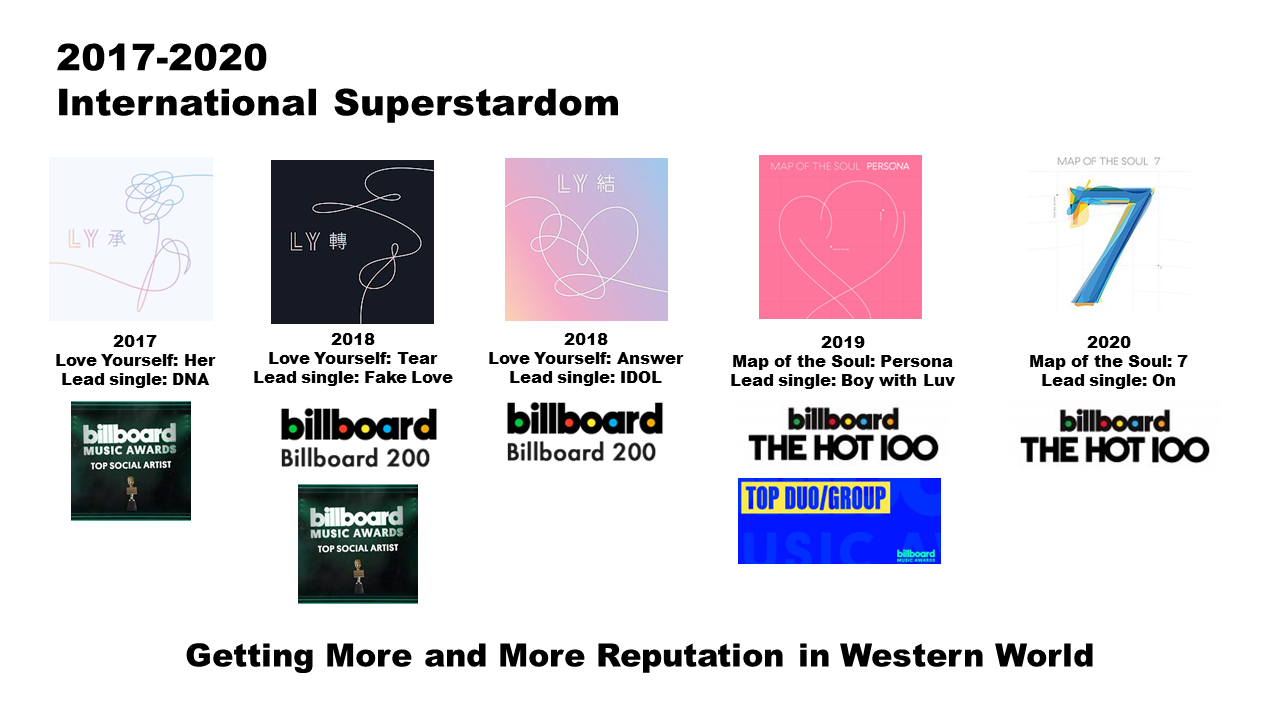 2017-2020
International Superstardom
LY 承
LY 轉
LY 結
MAP OF THE SOUL PERSONA
MAP OF THE SOUL 7
2017
Love Yourself: Her
Lead single: DNA
2018
Love Yourself: Tear
Lead single: Fake Love
2018
Love Yourself: Answer
Lead single: IDOL
2019
Map of the Soul: Persona
Lead single: Boy with Luv
2020
Map of the Soul: 7
Lead single: On
billboard
MUSIC AWARDS
TOP SOCIAL ARTIST
billboard
Billboard 200
billboard
MUSIC AWARDS
TOP SOCIAL ARTIST
billboard
Billboard 200
billboard
THE HOT 100
TOP DUO/GROUP
USIC AW
billboard
MUSIC AWARDS
billboard
THE HOT 100
Getting More and More Reputation in Western World